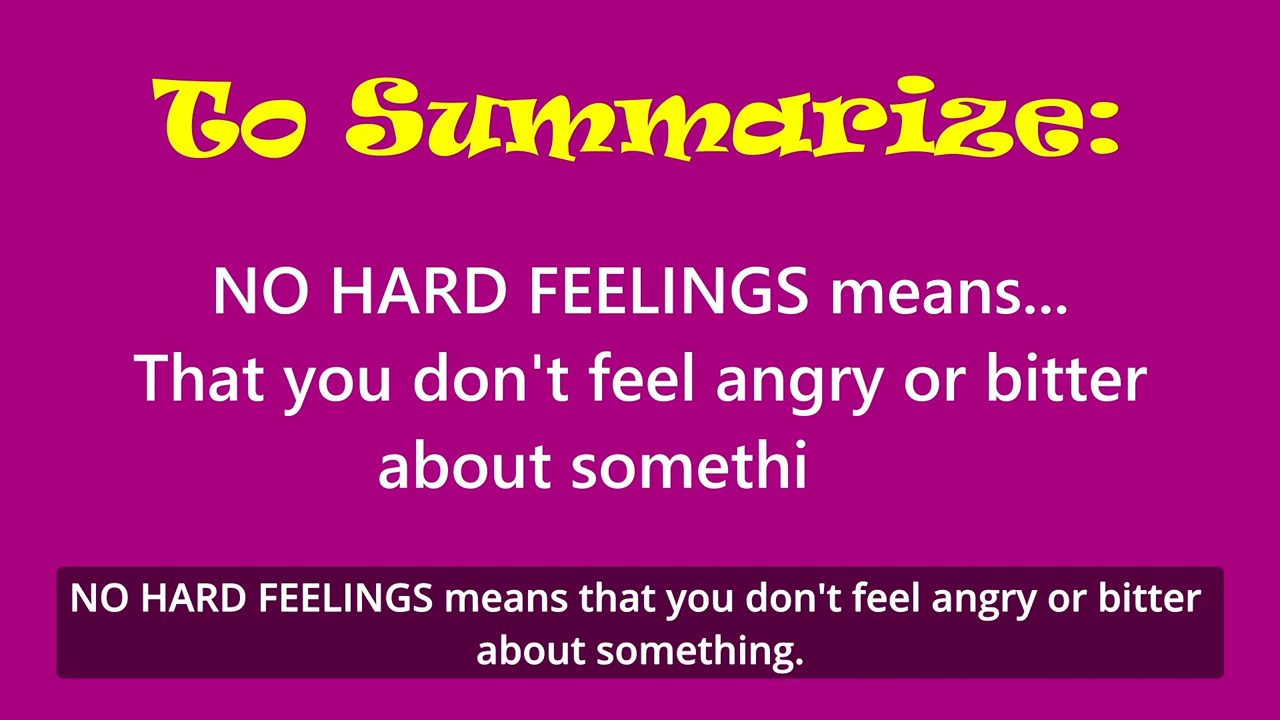 To Summarize:
NO HARD FEELINGS means...
That you don't feel angry or bitter
about somethi
NO HARD FEELINGS means that you don't feel angry or bitter
about something.